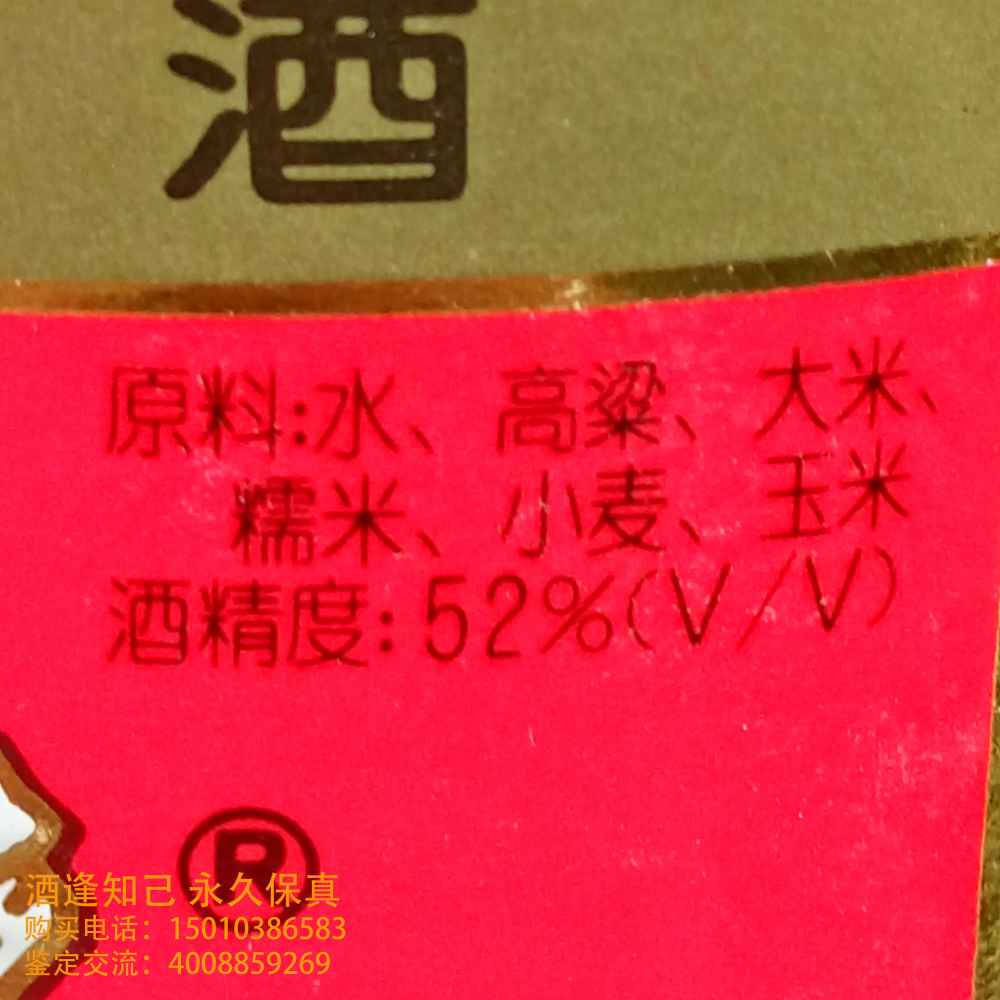 酒
原料:水、高粱、大米、
糯米、小麦、玉米
酒精度:52%(V/V)
®
酒逢知己 永久保真
购买电话：15010386583
鉴定交流：4008859269